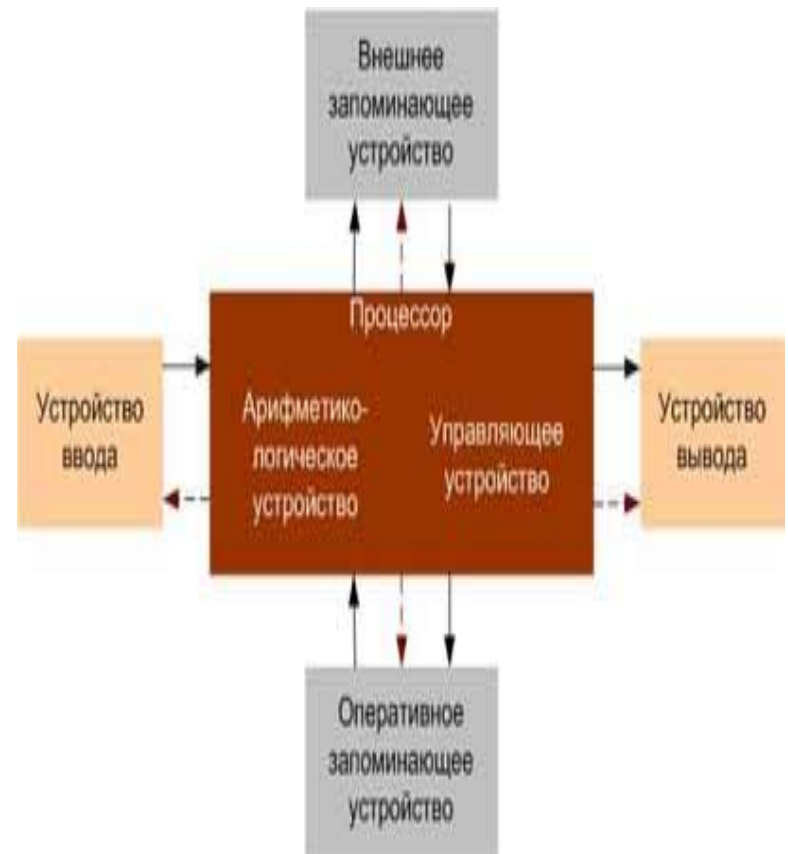 Внешнее
запоминающее
устройство
Процессор
Устройство
ввода
Арифметико-
логическое
устройство
Управляющее
устройство
Устройство
вывода
Оперативное
запоминающее
устройство